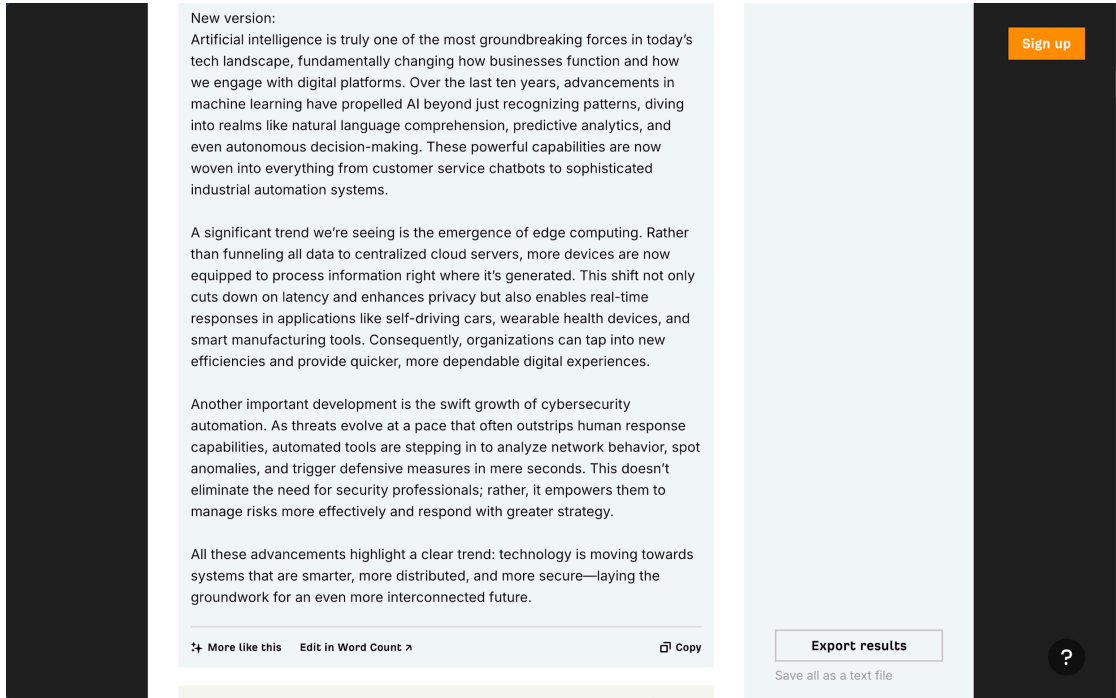 New version:
Artificial intelligence is truly one of the most groundbreaking forces in today’s
tech landscape, fundamentally changing how businesses function and how
we engage with digital platforms. Over the last ten years, advancements in
machine learning have propelled AI beyond just recognizing patterns, diving
into realms like natural language comprehension, predictive analytics, and
even autonomous decision-making. These powerful capabilities are now
woven into everything from customer service chatbots to sophisticated
industrial automation systems.
A significant trend we’re seeing is the emergence of edge computing. Rather
than funneling all data to centralized cloud servers, more devices are now
equipped to process information right where it’s generated. This shift not only
cuts down on latency and enhances privacy but also enables real-time
responses in applications like self-driving cars, wearable health devices, and
smart manufacturing tools. Consequently, organizations can tap into new
efficiencies and provide quicker, more dependable digital experiences.
Another important development is the swift growth of cybersecurity
automation. As threats evolve at a pace that often outstrips human response
capabilities, automated tools are stepping in to analyze network behavior, spot
anomalies, and trigger defensive measures in mere seconds. This doesn’t
eliminate the need for security professionals; rather, it empowers them to
manage risks more effectively and respond with greater strategy.
All these advancements highlight a clear trend: technology is moving towards
systems that are smarter, more distributed, and more secure—laying the
groundwork for an even more interconnected future.
More like this
Edit in Word Count ↗
Copy
Export results
Save all as a text file
Sign up
?